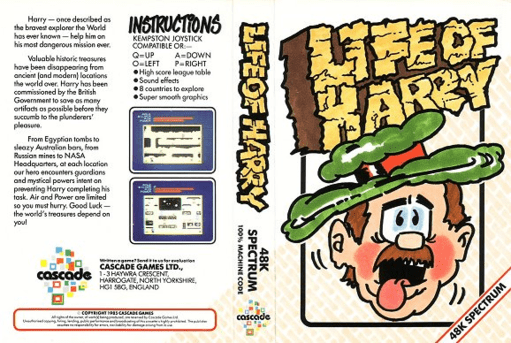 Harry — once described as
the bravest explorer the World
has ever known — help him on
his most dangerous mission ever.
Valuable historic treasures
have been disappearing from
ancient (and modern) locations
the world over. Harry has been
commissioned by the British
Government to save as many
artifacts as possible before they
succumb to the plunderers'
pleasure.
From Egyptian tombs to
sleazy Australian bars, from
Russian mines to NASA
Headquarters, at each location
our hero encounters guardians
and mystical powers intent on
preventing Harry completing his
task. Air and Power are limited
so you must hurry. Good Luck —
the world's treasures depend on
you!
INSTRUCTIONS
KEMPSTON JOYSTICK
COMPATIBLE OR:—
Q=UP A=DOWN
O=LEFT P=RIGHT
● High score league table
● Sound effects
● 8 countries to explore
● Super smooth graphics
cascade
Written a game? Send it to us for evaluation
CASCADE GAMES LTD.,
1-3 HAYWRA CRESCENT,
HARROGATE, NORTH YORKSHIRE,
HG1 5BG, ENGLAND
© COPYRIGHT 1985 CASCADE GAMES
LIFE OF HARRY
48K
SPECTRUM
100% MACHINE CODE
cascade
LIFE OF
HARRY
48K SPECTRUM